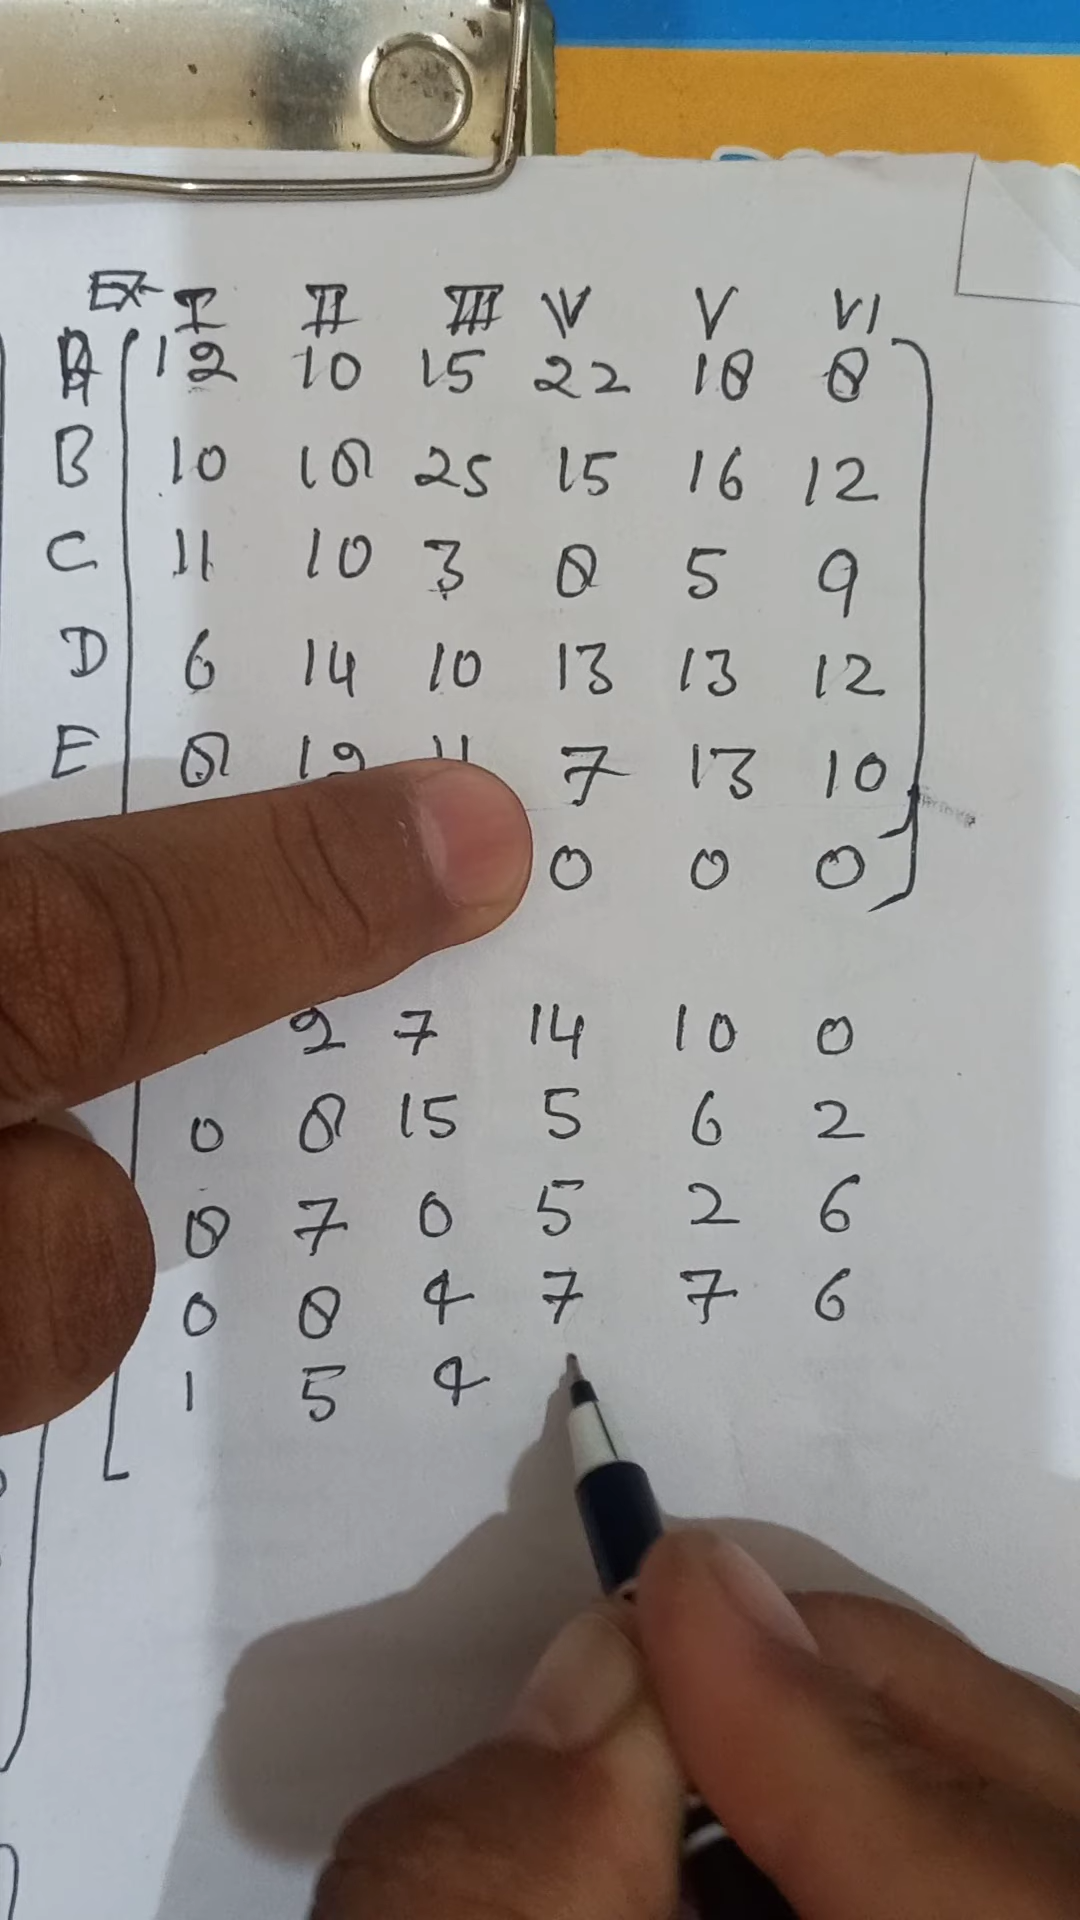 Ex- I II III IV V VI
A 12 10 15 22 18 8
B 10 18 25 15 16 12
C 11 10 3 8 5 9
D 6 14 10 13 13 12
E 8 12 11 7 13 10
0 0 0
2 7 14 10 0
0 8 15 5 6 2
8 7 0 5 2 6
0 8 4 7 7 6
1 5 4